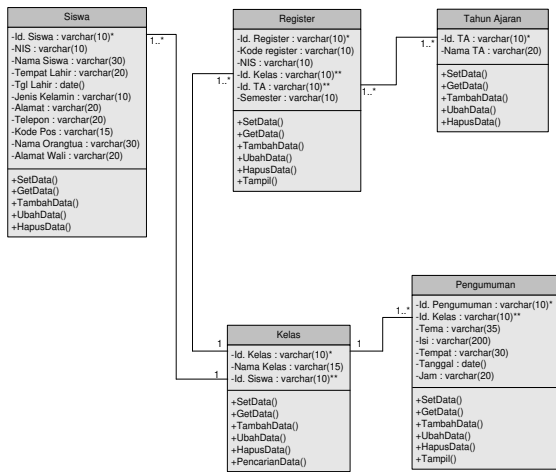 Siswa
-Id. Siswa : varchar(10)*
-NIS : varchar(10)
-Nama Siswa : varchar(30)
-Tempat Lahir : varchar(20)
-Tgl Lahir : date()
-Jenis Kelamin : varchar(10)
-Alamat : varchar(20)
-Telepon : varchar(20)
-Kode Pos : varchar(15)
-Nama Orangtua : varchar(30)
-Alamat Wali : varchar(20)
+SetData()
+GetData()
+TambahData()
+UbahData()
+HapusData()
1..*
Register
-Id. Register : varchar(10)*
-Kode register : varchar(10)
-NIS : varchar(10)
-Id. Kelas : varchar(10)**
-Id. TA : varchar(10)**
-Semester : varchar(10)
+SetData()
+GetData()
+TambahData()
+UbahData()
+HapusData()
+Tampil()
1..*
1..*
Tahun Ajaran
-Id. TA : varchar(10)*
-Nama TA : varchar(20)
+SetData()
+GetData()
+TambahData()
+UbahData()
+HapusData()
1..*
Kelas
-Id. Kelas : varchar(10)*
-Nama Kelas : varchar(15)
-Id. Siswa : varchar(10)**
+SetData()
+GetData()
+TambahData()
+UbahData()
+HapusData()
+PencarianData()
1
1
1
Pengumuman
-Id. Pengumuman : varchar(10)*
-Id. Kelas : varchar(10)**
-Tema : varchar(35)
-Isi : varchar(200)
-Tempat : varchar(30)
-Tanggal : date()
-Jam : varchar(20)
+SetData()
+GetData()
+TambahData()
+UbahData()
+HapusData()
+Tampil()
1..*